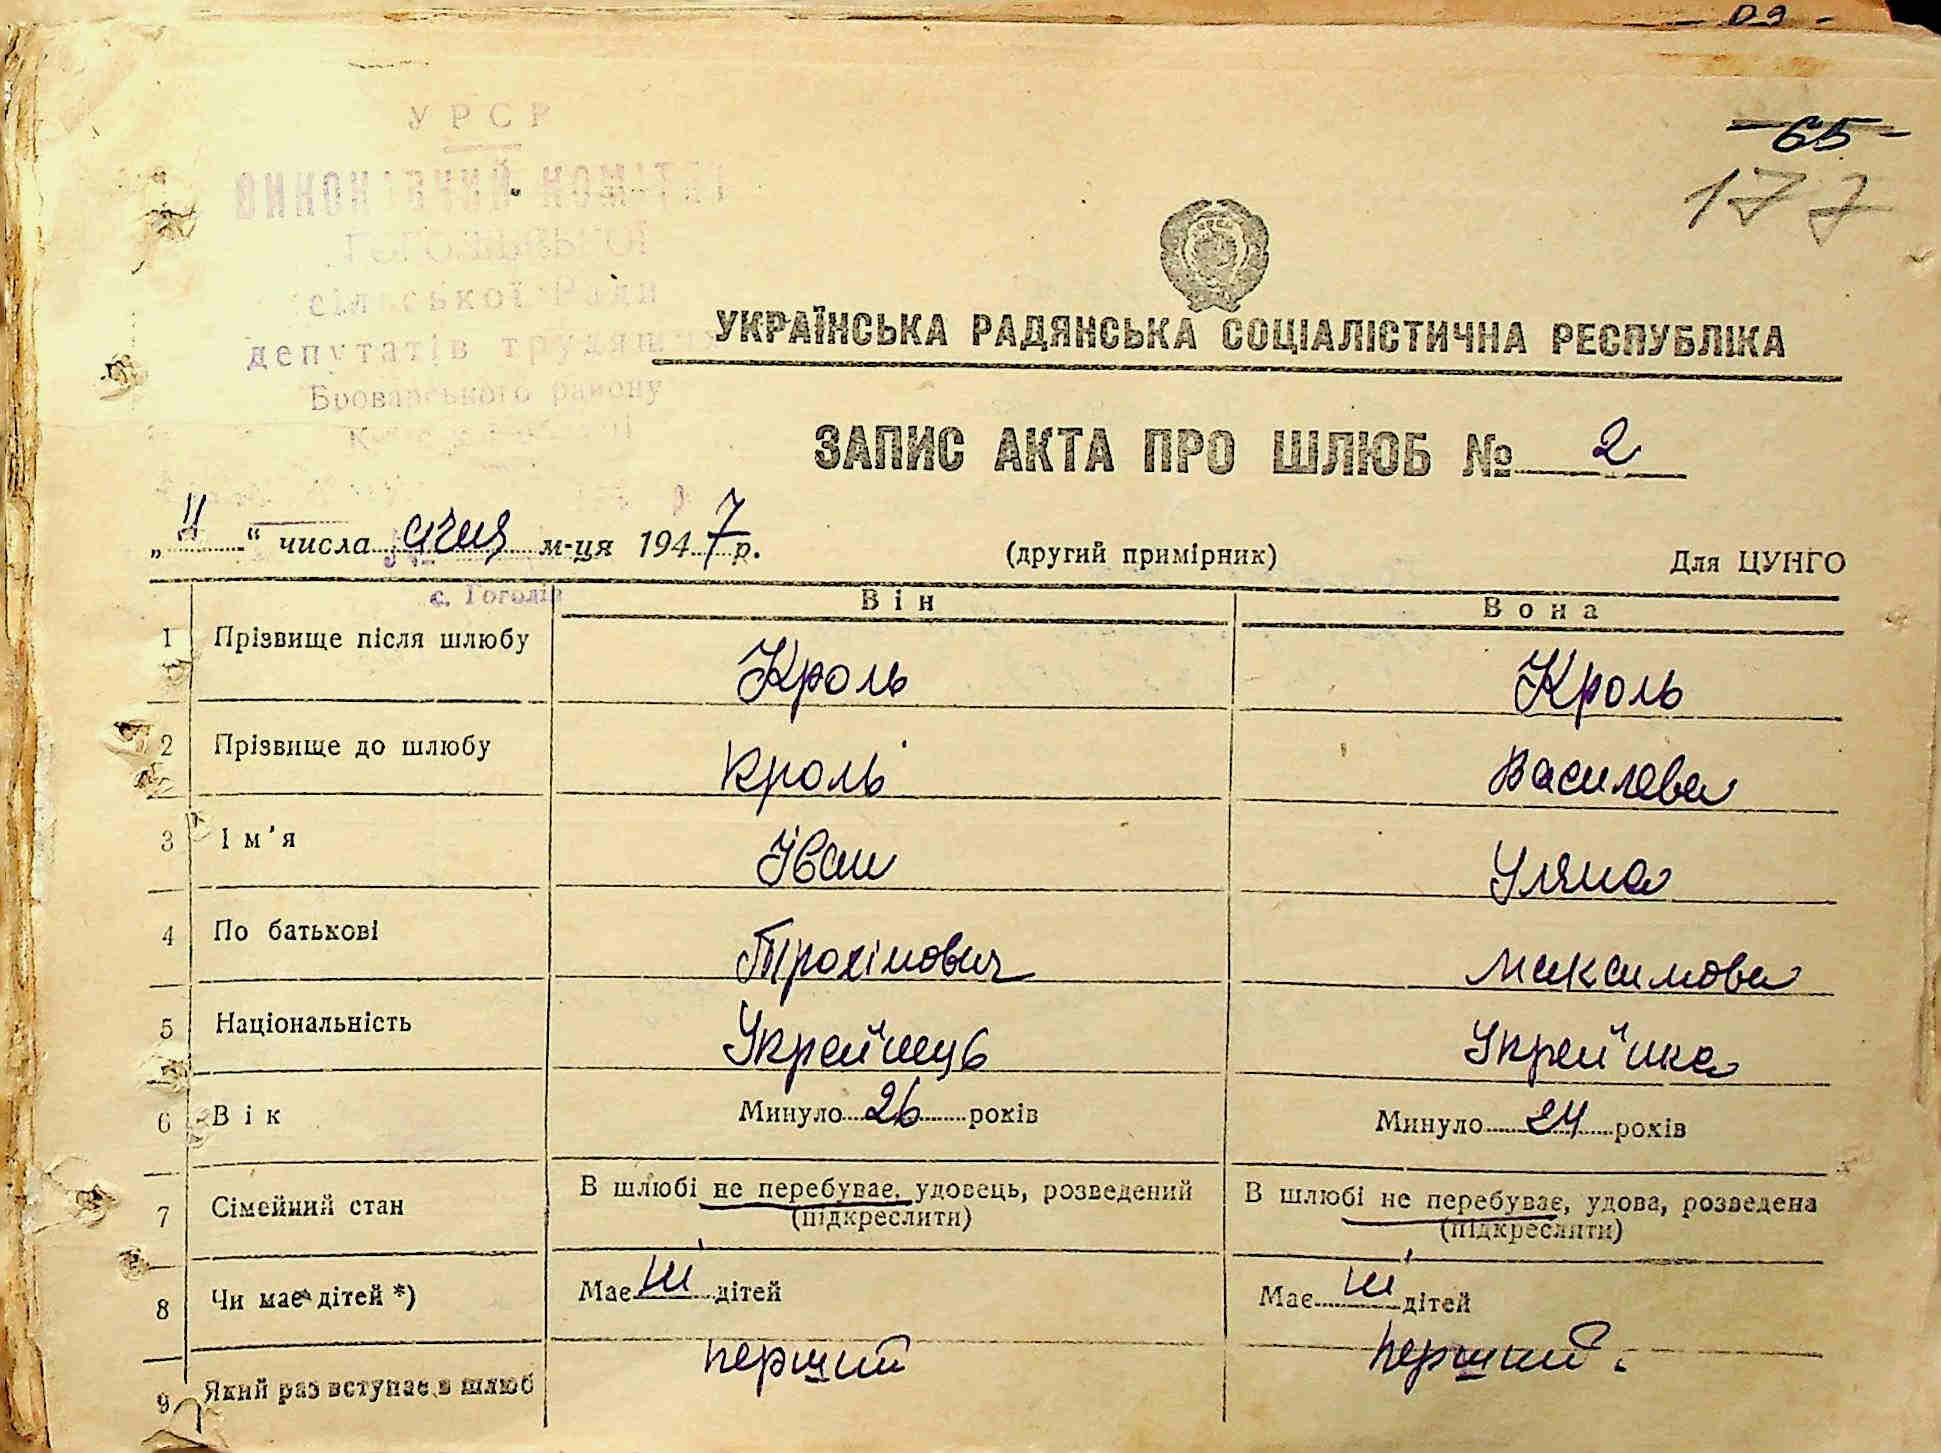 -65-
177
УРСР
ВИКОНАВЧИЙ КОМІТЕТ
ГОГОЛІВСЬКОЇ
сільської Ради
депутатів трудящих
Броварського району
с. Гоголів
УКРАЇНСЬКА РАДЯНСЬКА СОЦІАЛІСТИЧНА РЕСПУБЛІКА
ЗАПИС АКТА ПРО ШЛЮБ № 2
„11“ числа січня м-ця 1947 р. (другий примірник) Для ЦУНГО
Він Вона
1 Прізвище після шлюбу Кроль Кроль
2 Прізвище до шлюбу Кроль Василева
3 Ім’я Іван Уляна
4 По батькові Трохімович Максимова
5 Національність Украйнець Украйнка
6 Вік Минуло 26 років Минуло 24 років
7 Сімейний стан В шлюбі не перебуває, удовець, розведений (підкреслити) В шлюбі не перебуває, удова, розведена (підкреслити)
8 Чи має дітей *) Має ні дітей Має ні дітей
9 Який раз вступає в шлюб перший перший.